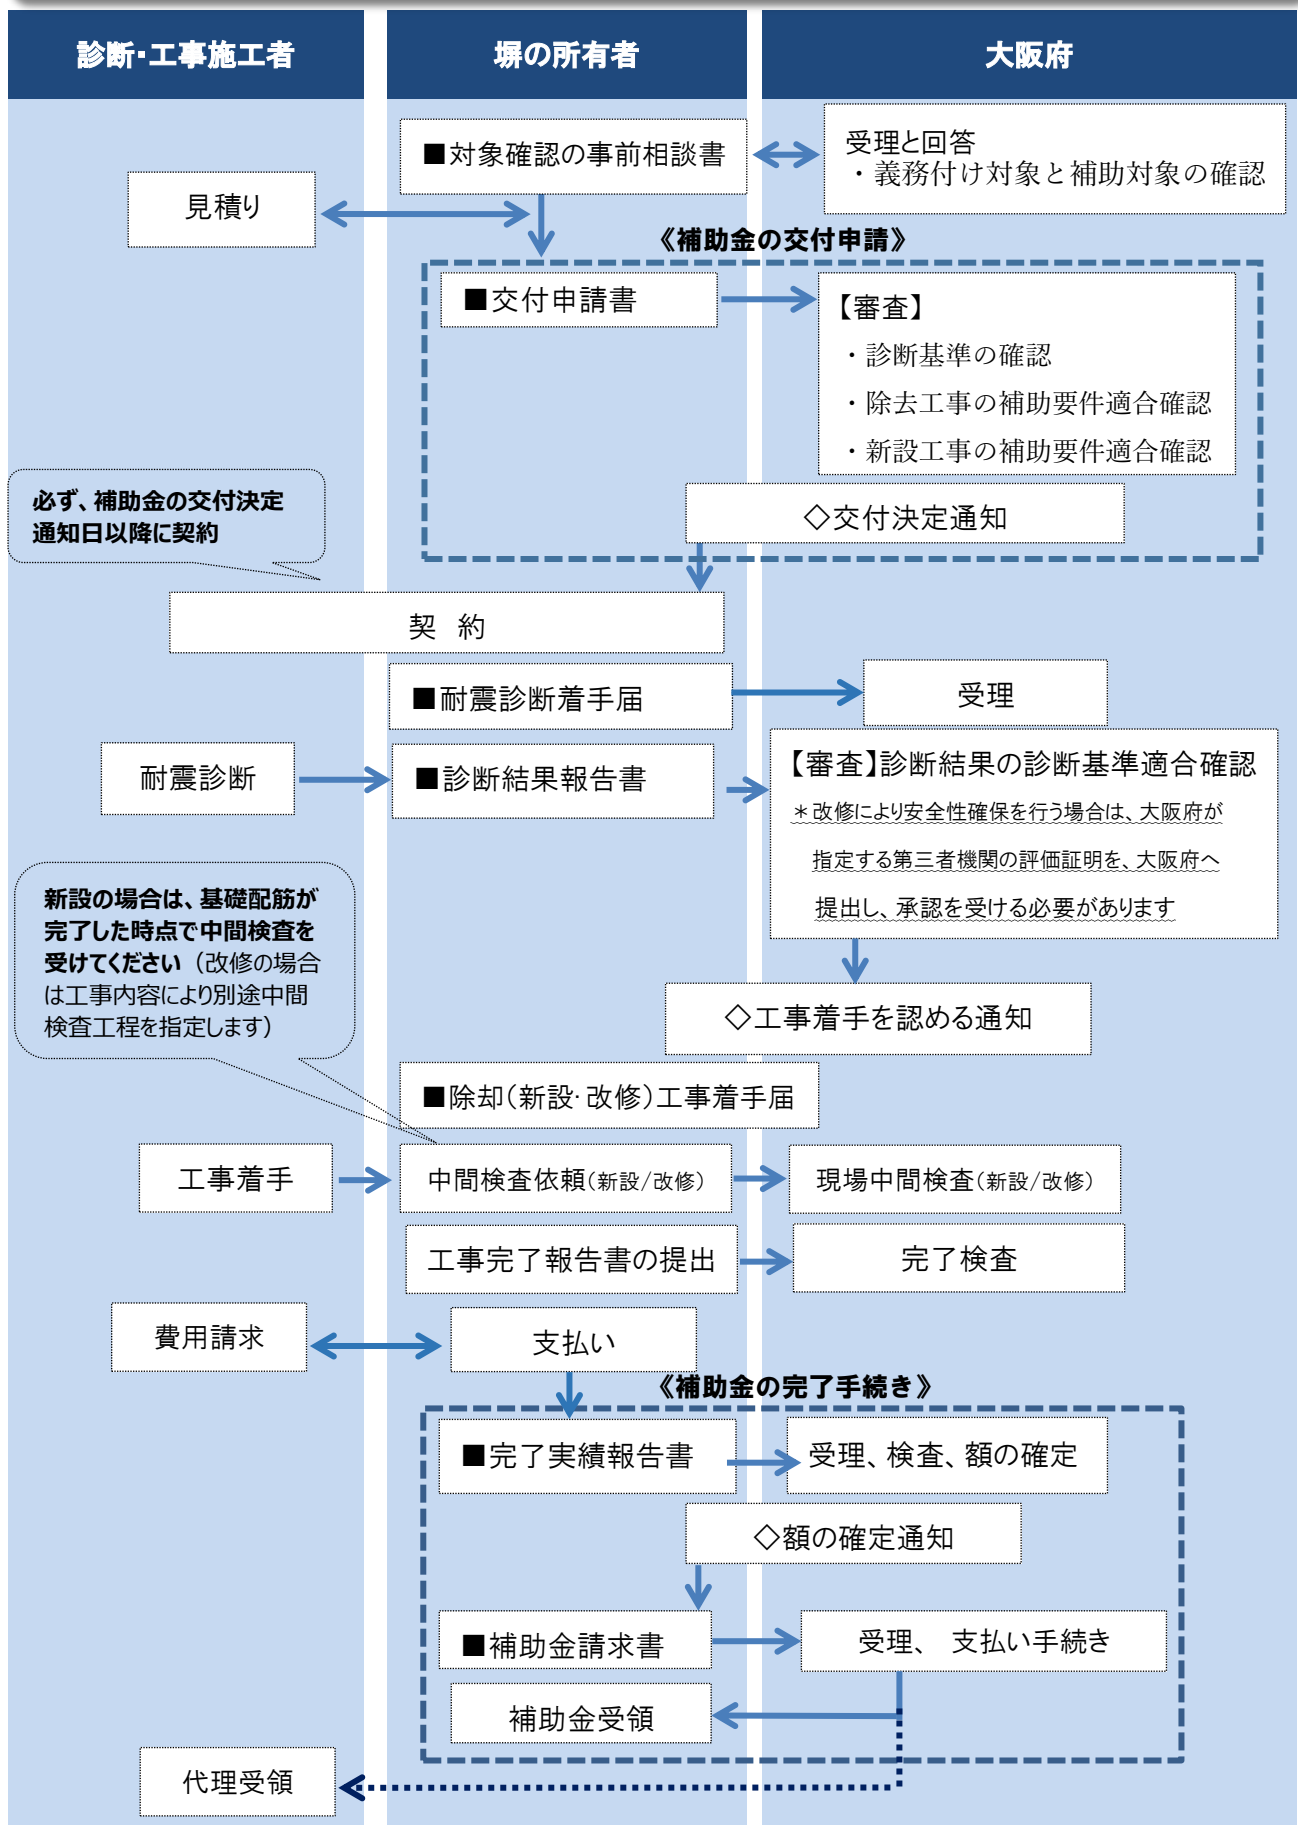 診断・工事施工者
塀の所有者
大阪府
■対象確認の事前相談書
受理と回答
・義務付け対象と補助対象の確認
見積り
《補助金の交付申請》
■交付申請書
【審査】
・診断基準の確認
・除去工事の補助要件適合確認
・新設工事の補助要件適合確認
必ず、補助金の交付決定
通知日以降に契約
◇交付決定通知
契　約
■耐震診断着手届
受理
耐震診断
■診断結果報告書
【審査】診断結果の診断基準適合確認
＊改修により安全性確保を行う場合は、大阪府が
指定する第三者機関の評価証明を、大阪府へ
提出し、承認を受ける必要があります
新設の場合は、基礎配筋が
完了した時点で中間検査を
受けてください（改修の場合
は工事内容により別途中間
検査工程を指定します）
◇工事着手を認める通知
■除却（新設・改修）工事着手届
工事着手
中間検査依頼（新設/改修）
現場中間検査（新設/改修）
工事完了報告書の提出
完了検査
費用請求
支払い
《補助金の完了手続き》
■完了実績報告書
受理、検査、額の確定
◇額の確定通知
■補助金請求書
受理、　支払い手続き
補助金受領
代理受領